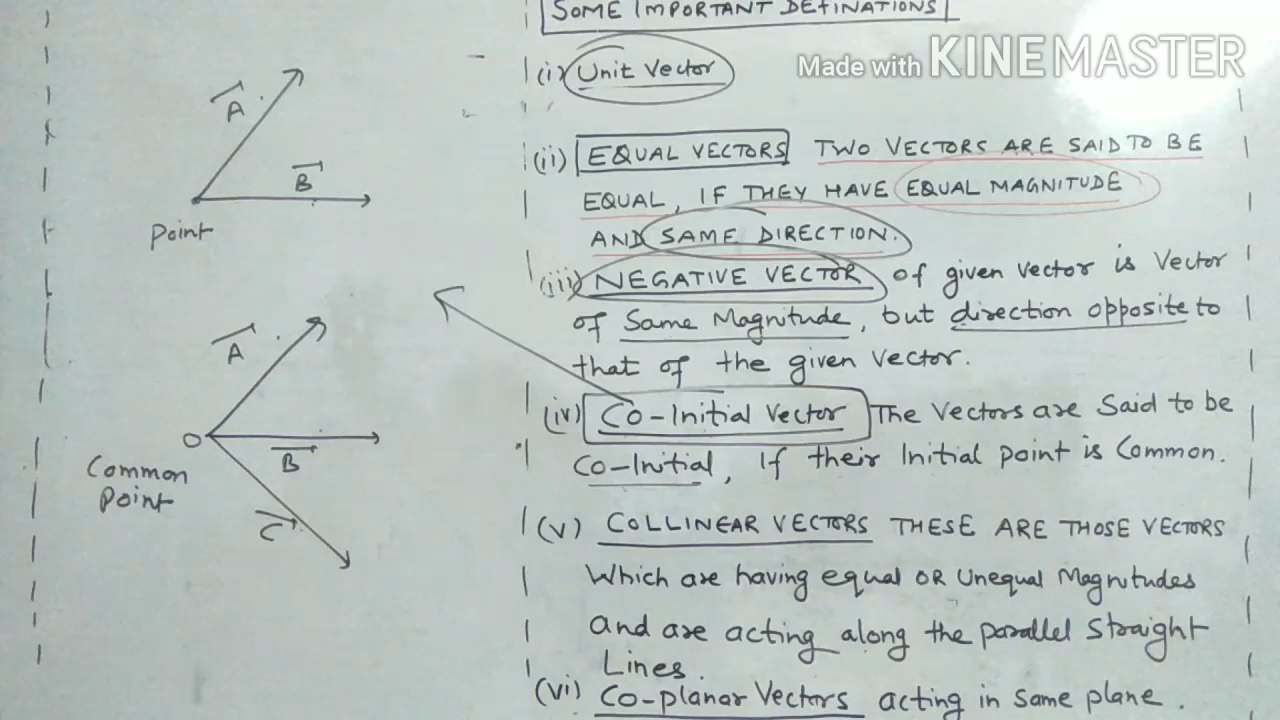 SOME IMPORTANT DEFINATIONS
Made with KINEMASTER
(i) Unit Vector
(ii) EQUAL VECTORS TWO VECTORS ARE SAID TO BE
EQUAL, IF THEY HAVE EQUAL MAGNITUDE
AND SAME DIRECTION.
(iii) NEGATIVE VECTOR of given vector is Vector
of Same Magnitude, but direction opposite to
that of the given vector.
(iv) Co-Initial Vector The Vectors are Said to be
Co-Initial, If their Initial point is Common.
(v) COLLINEAR VECTORS THESE ARE THOSE VECTORS
Which are having equal OR Unequal Magnitudes
and are acting along the parallel Straight
Lines.
(vi) Co-planar Vectors acting in same plane.
A
B
Point
A
O
B
Common
Point
C